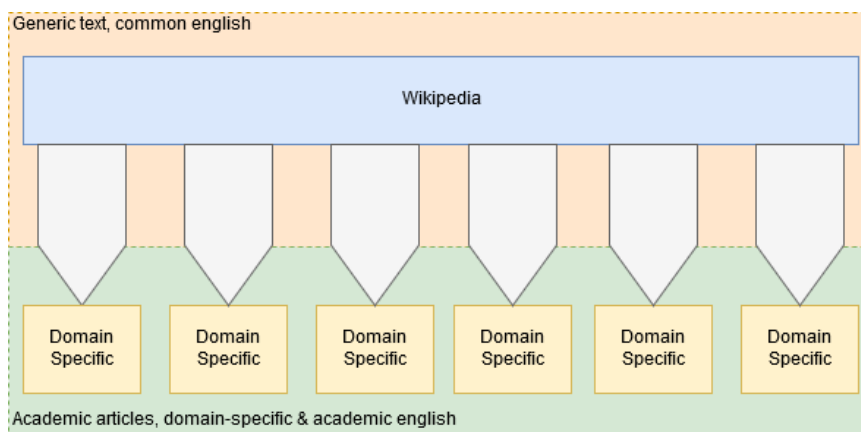 Generic text, common english
Wikipedia
Domain
Specific
Domain
Specific
Domain
Specific
Domain
Specific
Domain
Specific
Domain
Specific
Academic articles, domain-specific & academic english